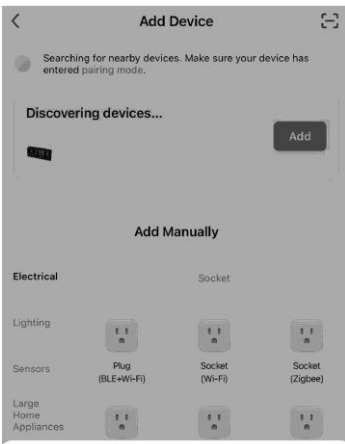 Add Device
Searching for nearby devices. Make sure your device has
entered pairing mode.
Discovering devices...
Add
Add Manually
Electrical
Socket
Lighting
Plug
(BLE+Wi-Fi)
Socket
(Wi-Fi)
Socket
(Zigbee)
Sensors
Large
Home
Appliances